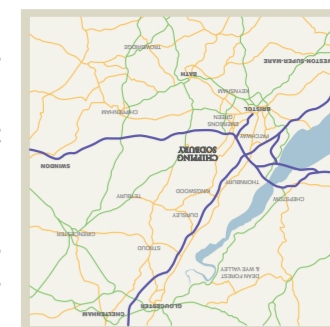 CHELTENHAM
GLOUCESTER
DEAN FOREST
& WYE VALLEY
STROUD
CIRENCESTER
DURSLEY
TETBURY
KINGSWOOD
THORNBURY
CHEPSTOW
SWINDON
CHIPPING
SODBURY
PATCHWAY
EMERSONS
GREEN
BRISTOL
CHIPPENHAM
KEYNSHAM
BATH
WESTON-SUPER-MARE
TROWBRIDGE